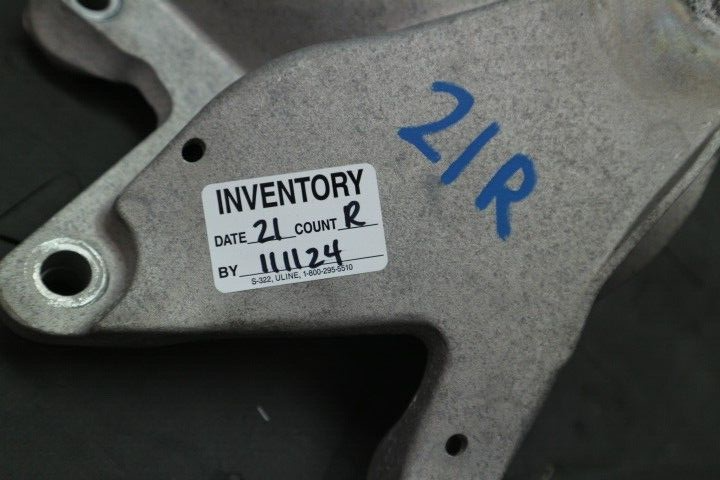 21R
INVENTORY
DATE 21 COUNT R
BY 111124
S-322, ULINE, 1-800-295-5510